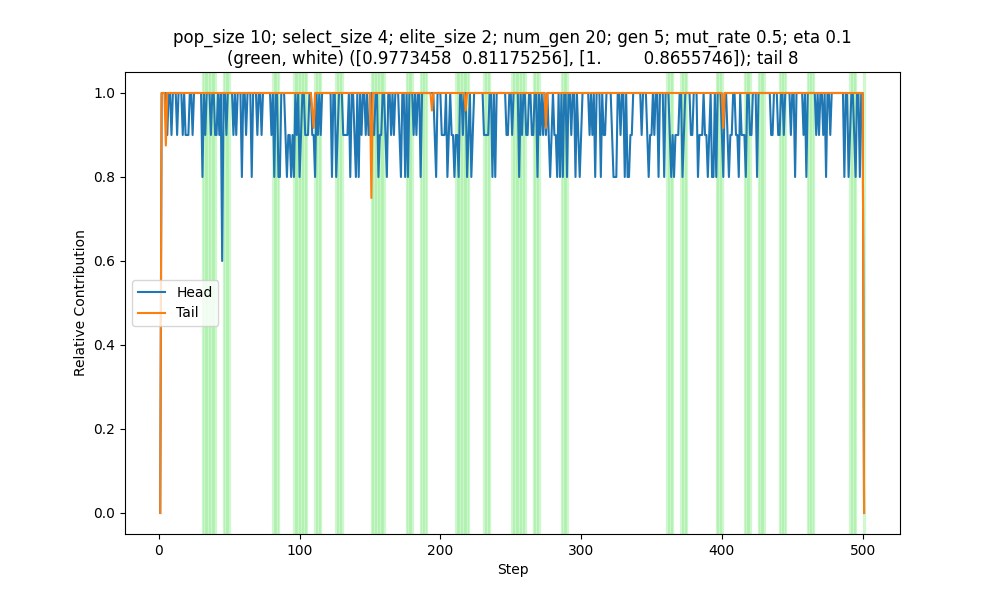 pop_size 10; select_size 4; elite_size 2; num_gen 20; gen 5; mut_rate 0.5; eta 0.1
(green, white) ([0.9773458  0.81175256], [1.         0.8655746]); tail 8
1.0
0.8
0.6
0.4
0.2
0.0
Relative Contribution
Head
Tail
0
100
200
300
400
500
Step